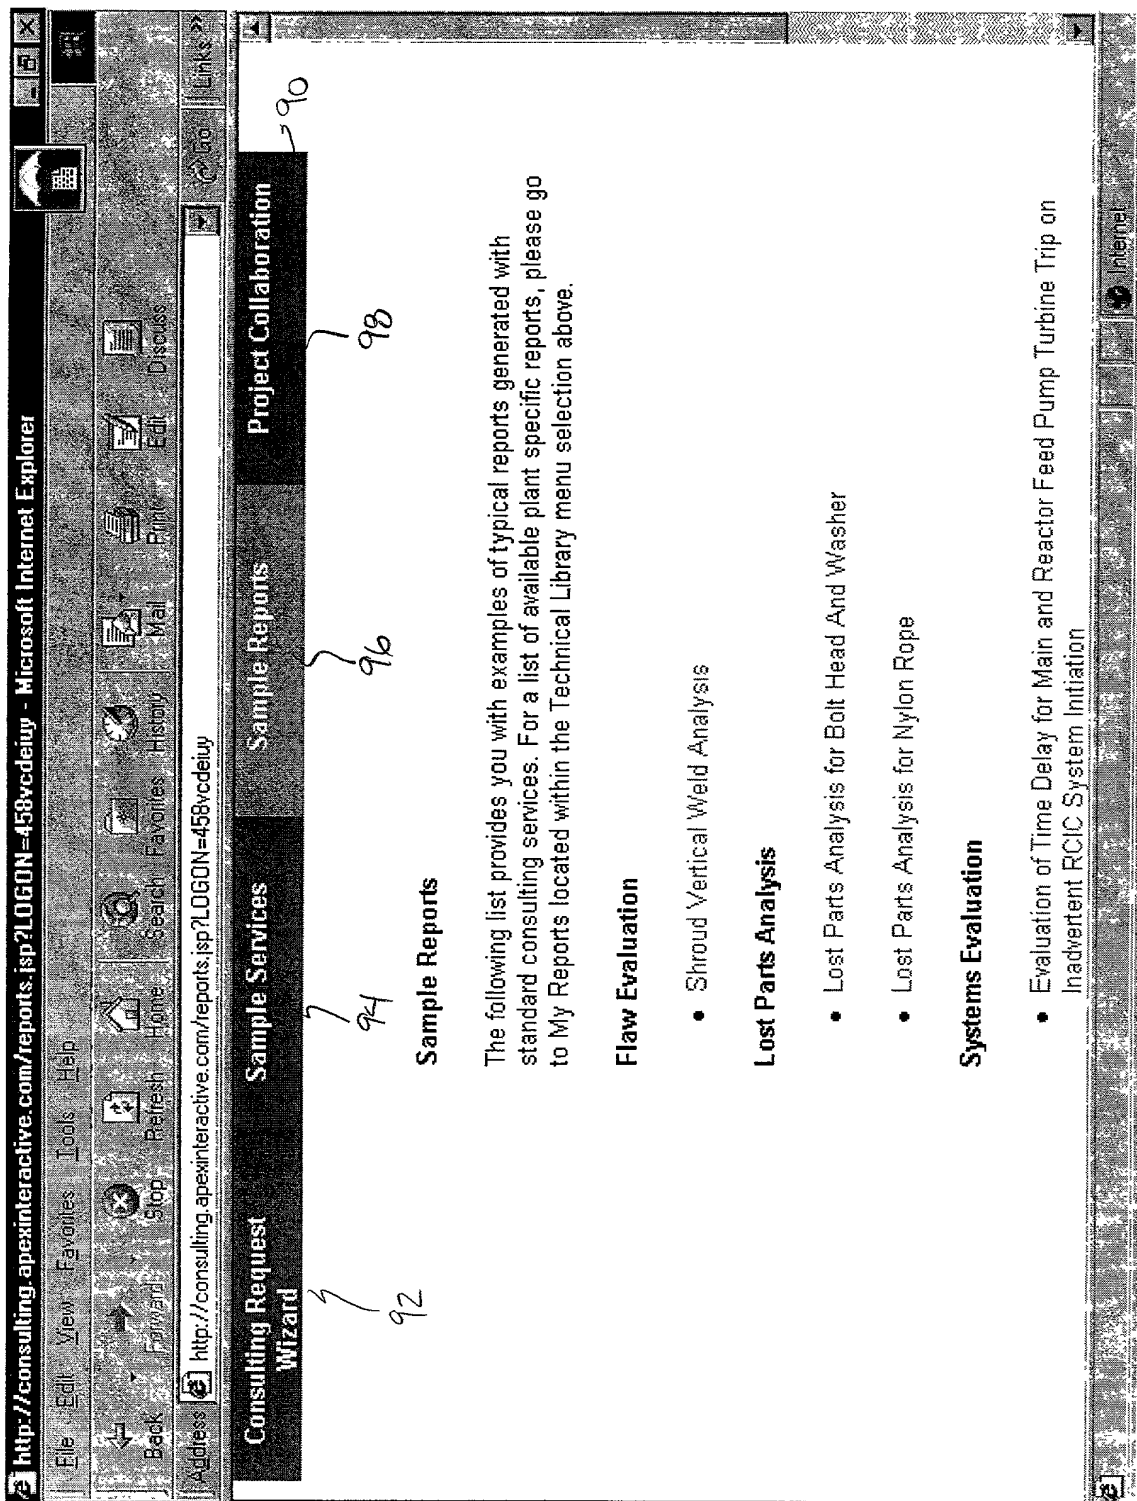 http://consulting.apexinteractive.com/reports.jsp?LOGON=458vcdeiuy - Microsoft Internet Explorer
File Edit View Favorites Tools Help
Back Forward Stop Refresh Home Search Favorites History Mail Print Edit Discuss
Address http://consulting.apexinteractive.com/reports.jsp?LOGON=458vcdeiuy Go Links »
Consulting Request Wizard Sample Services Sample Reports Project Collaboration
90
92 94 96 98
Sample Reports
The following list provides you with examples of typical reports generated with
standard consulting services. For a list of available plant specific reports, please go
to My Reports located within the Technical Library menu selection above.
Flaw Evaluation
• Shroud Vertical Weld Analysis
Lost Parts Analysis
• Lost Parts Analysis for Bolt Head And Washer
• Lost Parts Analysis for Nylon Rope
Systems Evaluation
• Evaluation of Time Delay for Main and Reactor Feed Pump Turbine Trip on
Inadvertent RCIC System Initiation
Internet